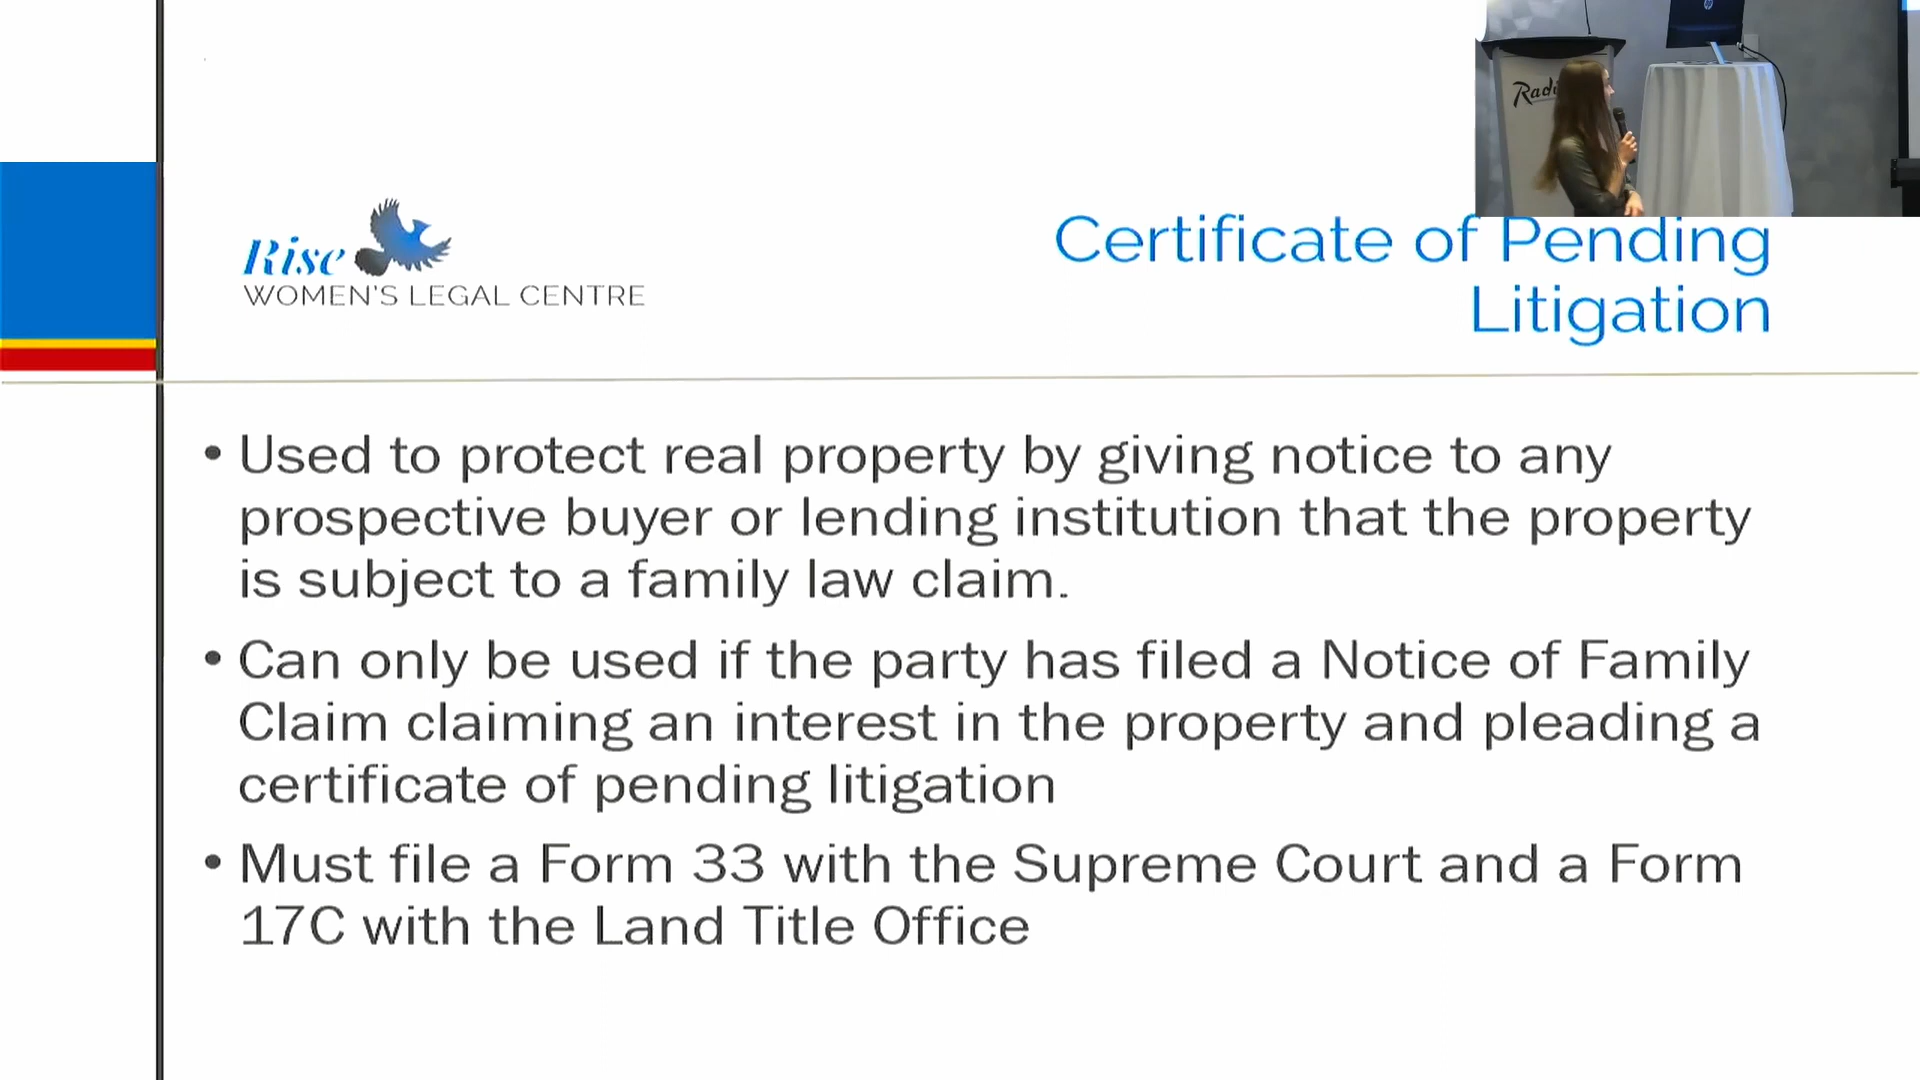 Rise
WOMEN'S LEGAL CENTRE
Certificate of Pending
Litigation
• Used to protect real property by giving notice to any
prospective buyer or lending institution that the property
is subject to a family law claim.
• Can only be used if the party has filed a Notice of Family
Claim claiming an interest in the property and pleading a
certificate of pending litigation
• Must file a Form 33 with the Supreme Court and a Form
17C with the Land Title Office